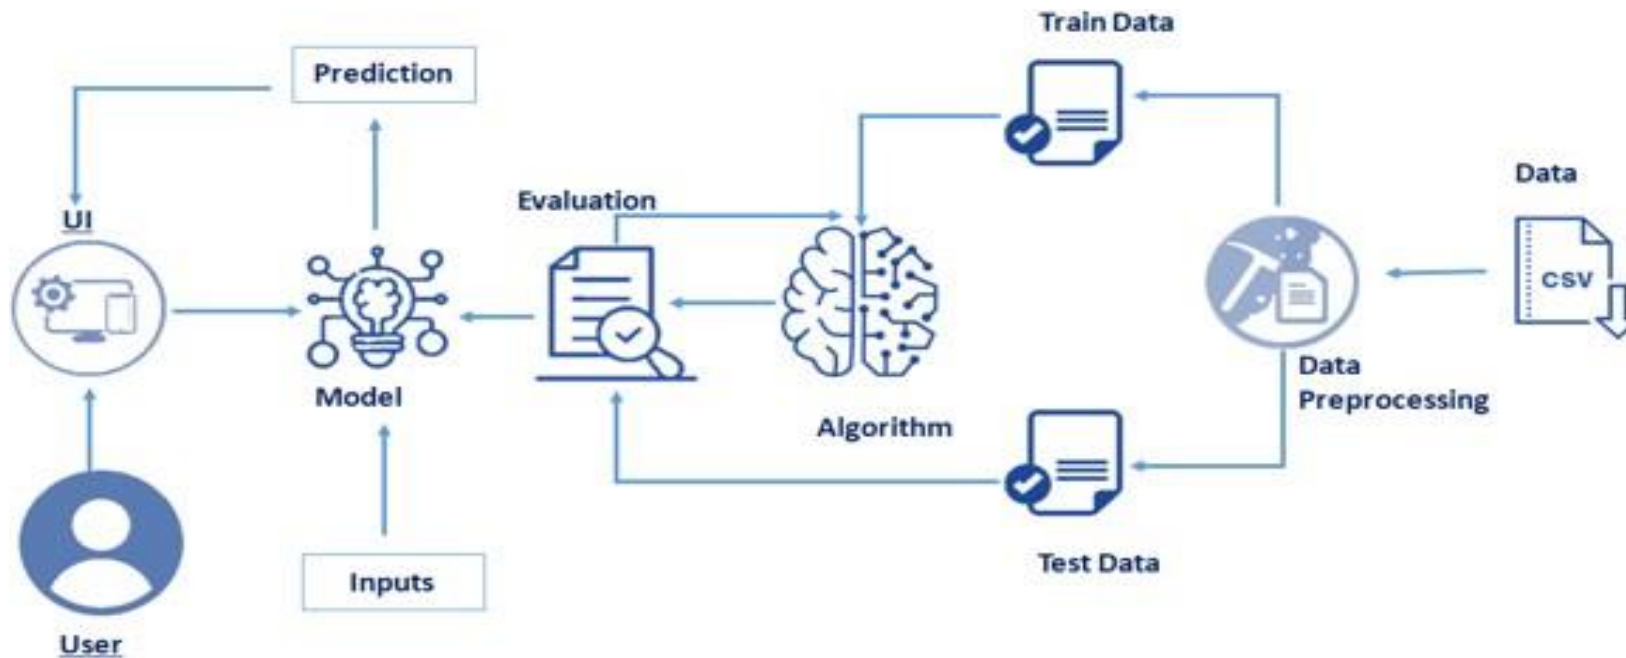 Train Data
Prediction
Data
Evaluation
UI
CSV
Data
Preprocessing
Model
Algorithm
Test Data
Inputs
User